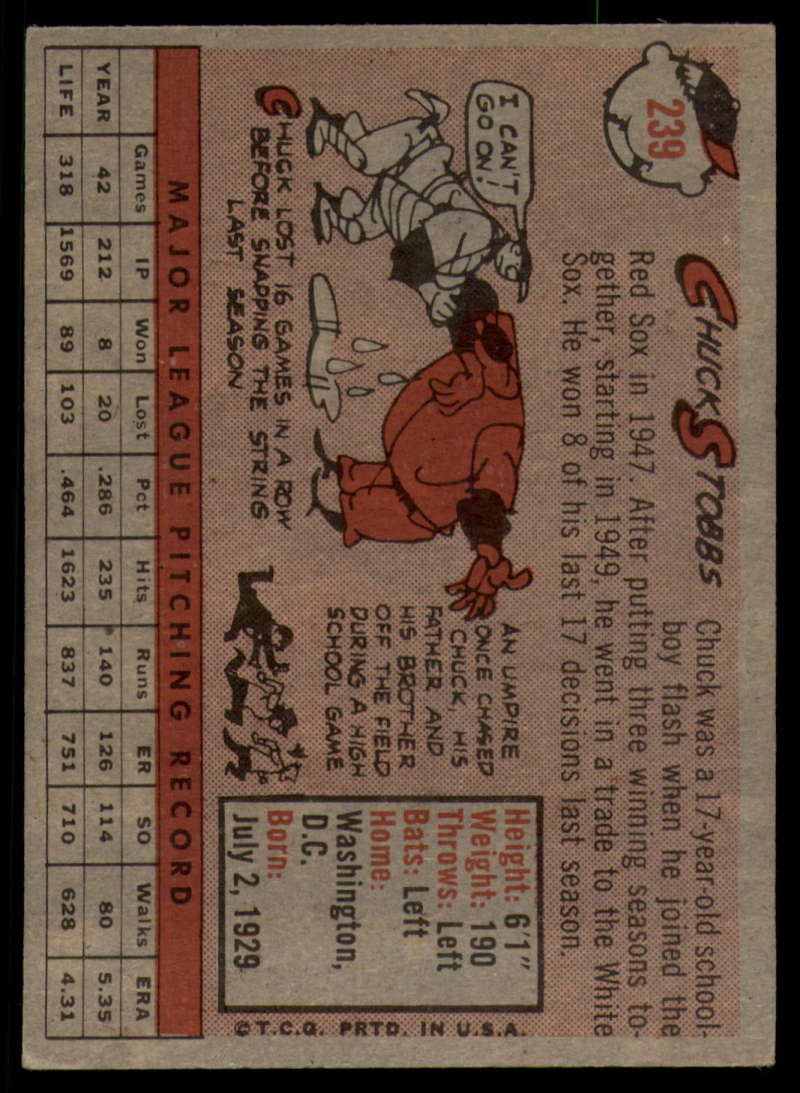 239
CHUCK STOBBS
Chuck was a 17-year-old school-
boy flash when he joined the
Red Sox in 1947. After putting three winning seasons to-
gether, starting in 1949, he went in a trade to the White
Sox. He won 8 of his last 17 decisions last season.
I CAN'T
GO ON!
CHUCK LOST 16 GAMES IN A ROW
BEFORE SNAPPING THE STRING
LAST SEASON
AN UMPIRE
ONCE CHASED
CHUCK, HIS
FATHER AND
HIS BROTHER
OFF THE FIELD
DURING A HIGH
SCHOOL GAME
Height: 6'1"
Weight: 190
Throws: Left
Bats: Left
Home:
Washington,
D.C.
Born:
July 2, 1929
©T.C.G. PRTD. IN U.S.A.
MAJOR LEAGUE PITCHING RECORD
Games IP Won Lost Pct Hits Runs ER SO Walks ERA
YEAR 42 212 8 20 .286 235 140 126 114 80 5.35
LIFE 318 1569 89 103 .464 1623 837 751 710 628 4.31